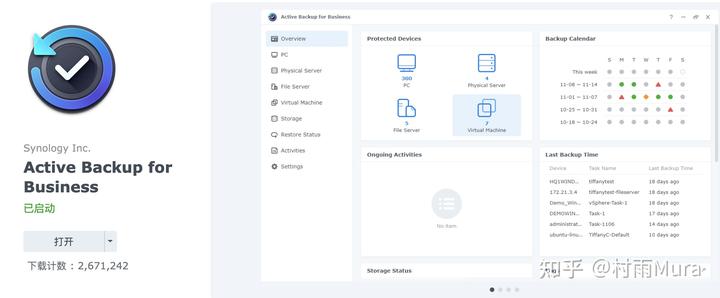 Synology Inc.
Active Backup for
Business
已启动
打开
下载计数 : 2,671,242
Active Backup for Business
Overview
PC
Physical Server
File Server
Virtual Machine
Storage
Restore Status
Activities
Settings
Protected Devices
300
PC
4
Physical Server
5
File Server
7
Virtual Machine
Backup Calendar
S M T W T F S
This week
11-08 ~ 11-14
11-01 ~ 11-07
10-25 ~ 10-31
10-18 ~ 10-24
Ongoing Activities
No item
Last Backup Time
Device Task Name Last Backup Time
HQ1WIND... tiffanytest 18 days ago
172.21.3.4 tiffanytest-fileserver 18 days ago
Demo_Win... vSphere-Task-1 18 days ago
DEMOWIN... Task-1 17 days ago
administrat... Task-1106 14 days ago
ubuntu-linu... TiffanyC-Default 10 days ago
Storage Status
知乎 @村雨Mura